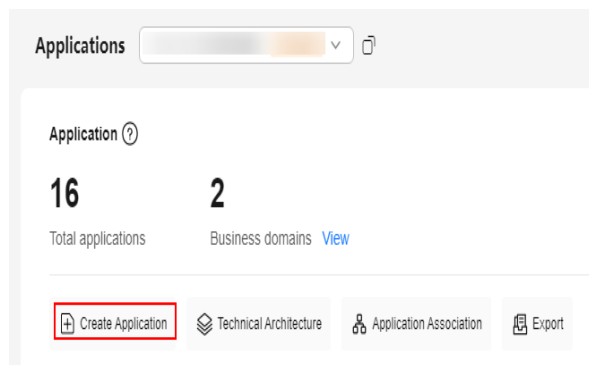 Applications
Application ?
16 2
Total applications Business domains View
Create Application Technical Architecture Application Association Export